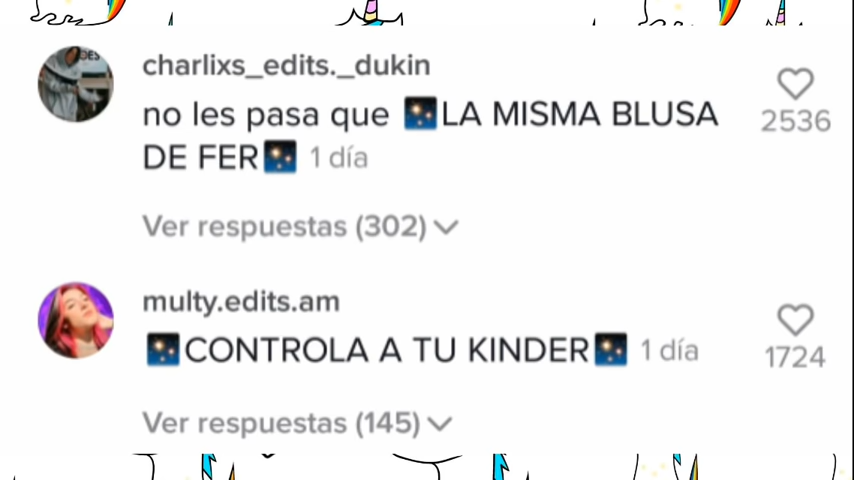 charlixs_edits._dukin
no les pasa que 🎇LA MISMA BLUSA
DE FER🎇 1 día
2536
Ver respuestas (302)
multy.edits.am
🎇CONTROLA A TU KINDER🎇 1 día
1724
Ver respuestas (145)